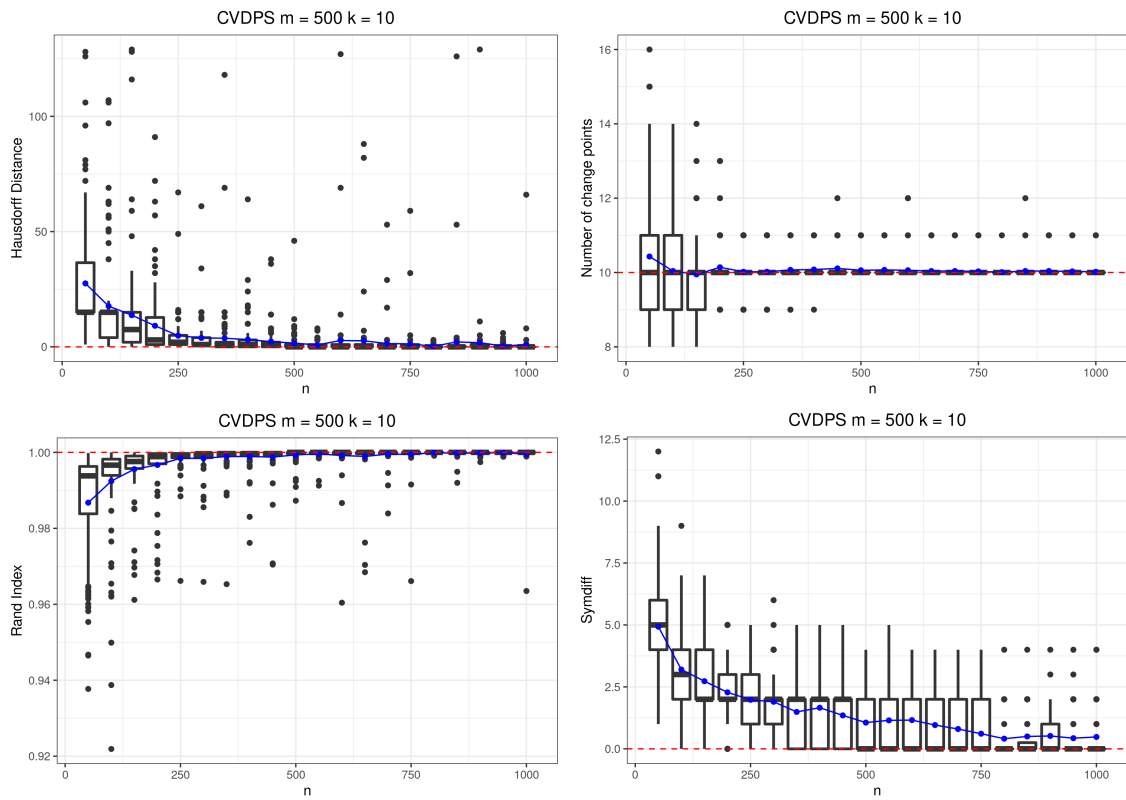 CVDPS m = 500 k = 10
Hausdorff Distance
100
50
0
0 250 500 750 1000
n
CVDPS m = 500 k = 10
Number of change points
16
14
12
10
8
0 250 500 750 1000
n
CVDPS m = 500 k = 10
Rand Index
1.00
0.98
0.96
0.94
0.92
0 250 500 750 1000
n
CVDPS m = 500 k = 10
Symdiff
12.5
10.0
7.5
5.0
2.5
0.0
0 250 500 750 1000
n